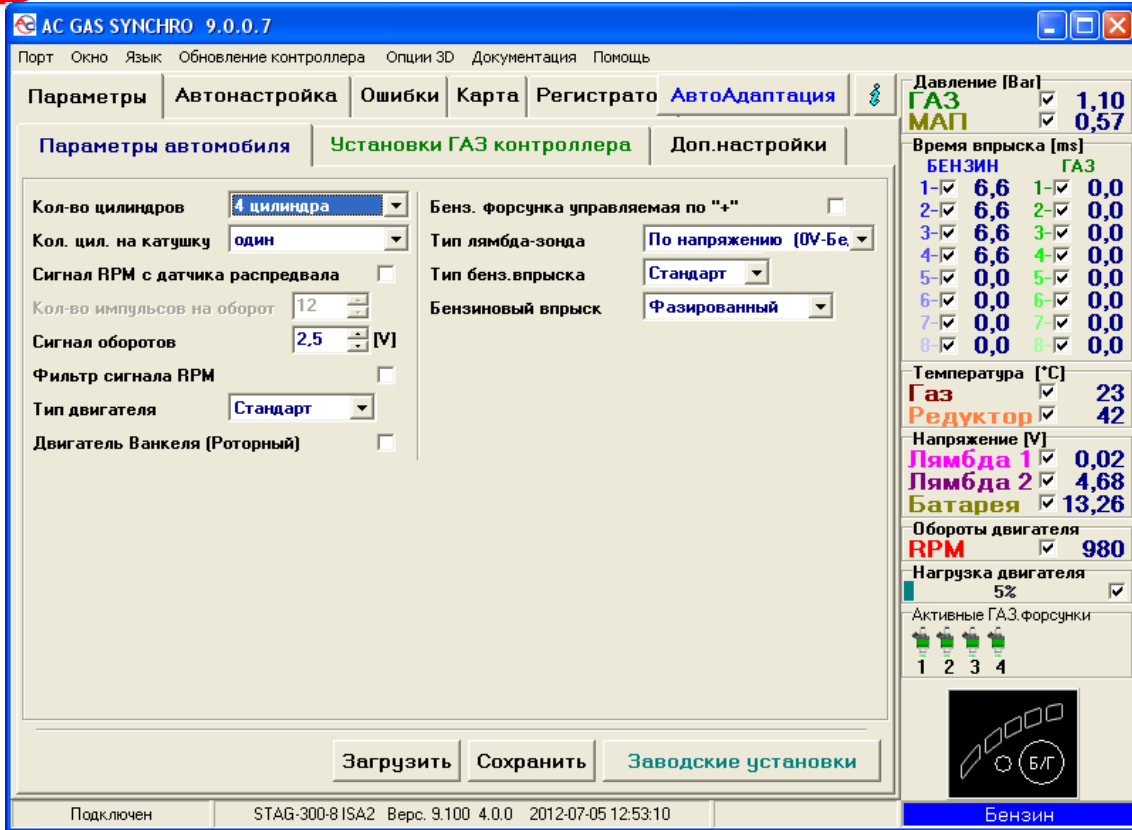 AC GAS SYNCHRO 9.0.0.7
Порт Окно Язык Обновление контроллера Опции 3D Документация Помощь
Параметры Автонастройка Ошибки Карта Регистрато АвтоАдаптация i
Параметры автомобиля Установки ГАЗ контроллера Доп.настройки
Кол-во цилиндров 4 цилиндра
Кол. цил. на катушку один
Сигнал RPM с датчика распредвала
Кол-во импульсов на оборот 12
Сигнал оборотов 2,5 [V]
Фильтр сигнала RPM
Тип двигателя Стандарт
Двигатель Ванкеля (Роторный)
Бенз. форсунка управляемая по "+"
Тип лямбда-зонда По напряжению (0V-Бе,
Тип бенз.впрыска Стандарт
Бензиновый впрыск Фазированный
Загрузить Сохранить Заводские установки
Давление [Bar]
ГАЗ 1,10
МАП 0,57
Время впрыска [ms]
БЕНЗИН ГАЗ
1- 6,6 1- 0,0
2- 6,6 2- 0,0
3- 6,6 3- 0,0
4- 6,6 4- 0,0
5- 0,0 5- 0,0
6- 0,0 6- 0,0
7- 0,0 7- 0,0
8- 0,0 8- 0,0
Температура [°C]
Газ 23
Редуктор 42
Напряжение [V]
Лямбда 1 0,02
Лямбда 2 4,68
Батарея 13,26
Обороты двигателя
RPM 980
Нагрузка двигателя
5%
Активные ГАЗ.форсунки
1 2 3 4
Б/Г
Подключен STAG-300-8 ISA2 Верс. 9.100 4.0.0 2012-07-05 12:53:10 Бензин